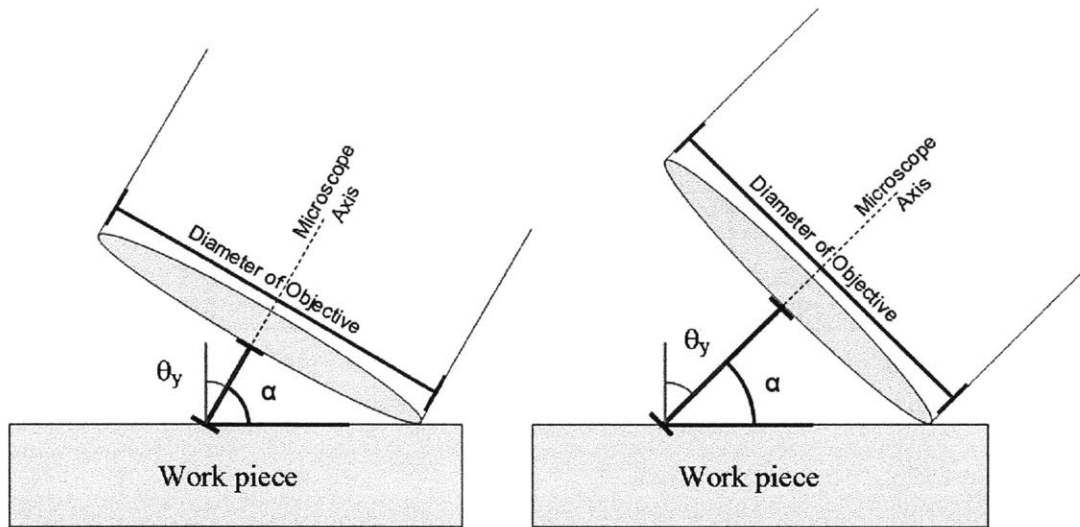 Microscope
Axis
Diameter of Objective
θy
α
Work piece
Microscope
Axis
Diameter of Objective
θy
α
Work piece